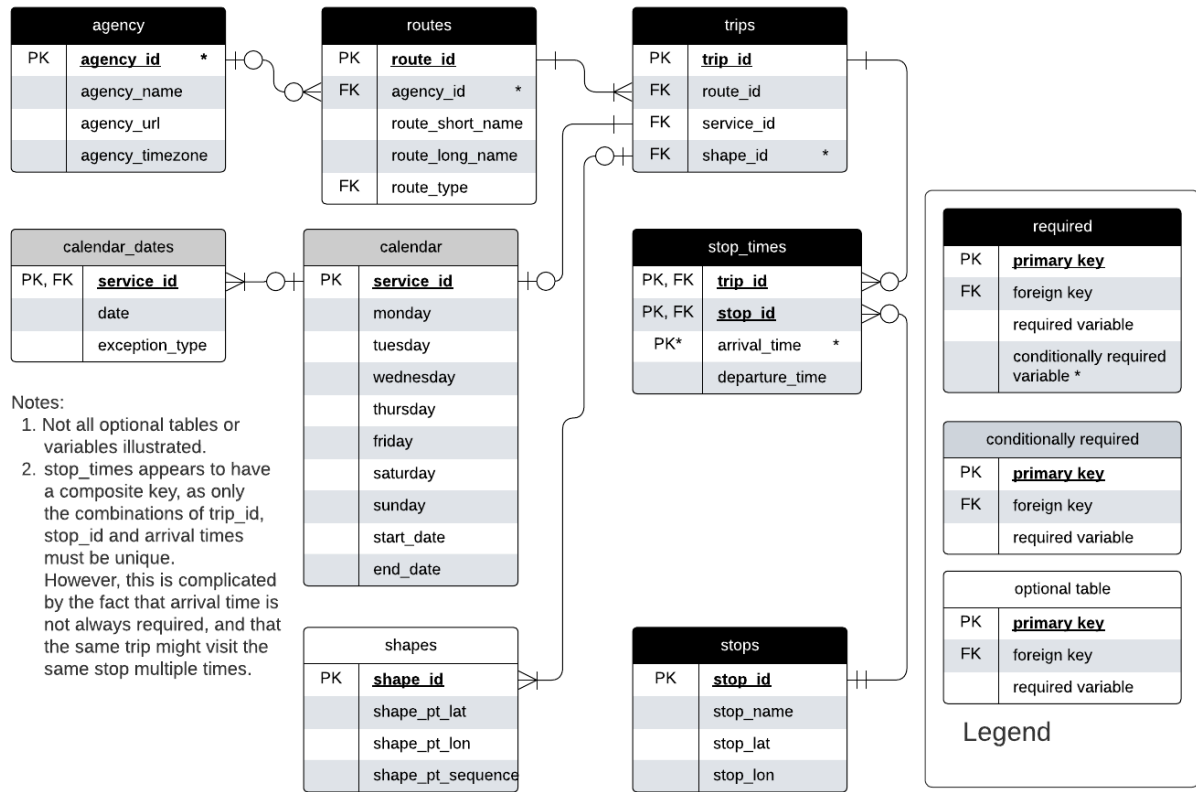 agency
PK agency_id *
agency_name
agency_url
agency_timezone
routes
PK route_id
FK agency_id *
route_short_name
route_long_name
FK route_type
trips
PK trip_id
FK route_id
FK service_id
FK shape_id *
calendar_dates
PK, FK service_id
date
exception_type
calendar
PK service_id
monday
tuesday
wednesday
thursday
friday
saturday
sunday
start_date
end_date
stop_times
PK, FK trip_id
PK, FK stop_id
PK* arrival_time *
departure_time
Notes:
1. Not all optional tables or
variables illustrated.
2. stop_times appears to have
a composite key, as only
the combinations of trip_id,
stop_id and arrival times
must be unique.
However, this is complicated
by the fact that arrival time is
not always required, and that
the same trip might visit the
same stop multiple times.
shapes
PK shape_id
shape_pt_lat
shape_pt_lon
shape_pt_sequence
stops
PK stop_id
stop_name
stop_lat
stop_lon
required
PK primary key
FK foreign key
required variable
conditionally required
variable *
conditionally required
PK primary key
FK foreign key
required variable
optional table
PK primary key
FK foreign key
required variable
Legend